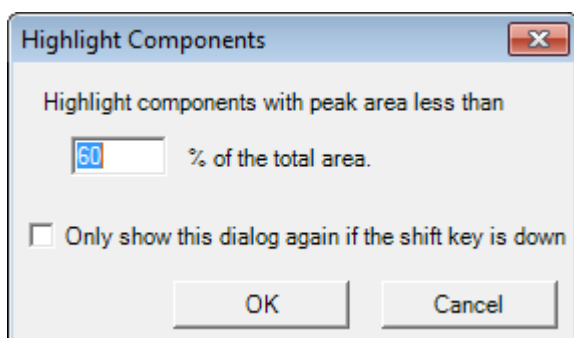 Highlight Components
Highlight components with peak area less than
60 % of the total area.
Only show this dialog again if the shift key is down
OK Cancel